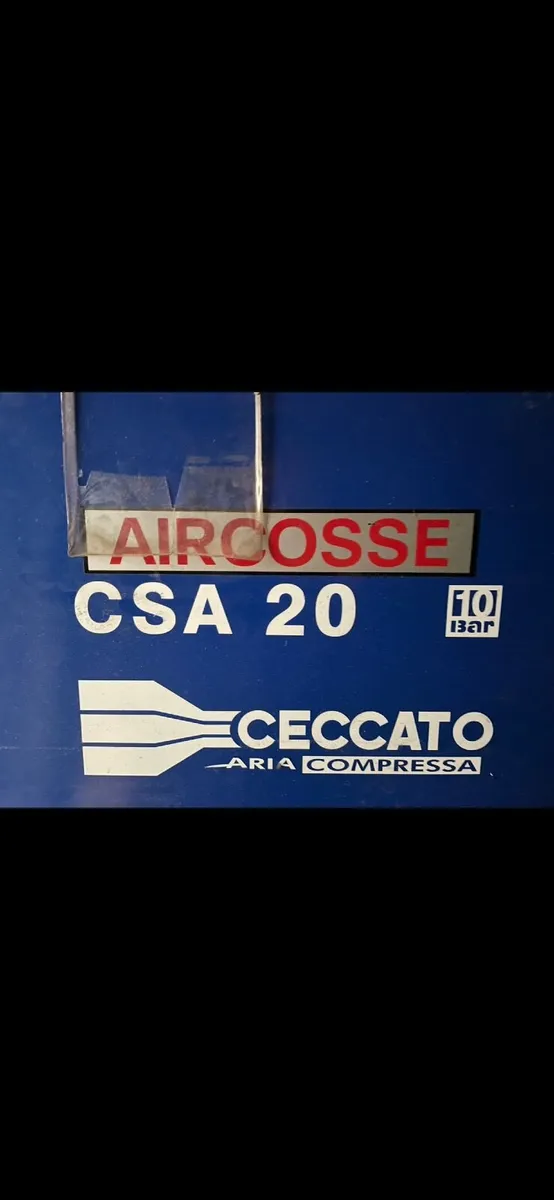 AIRCOSSE
CSA 20
10
Bar
CECCATO
ARIA COMPRESSA